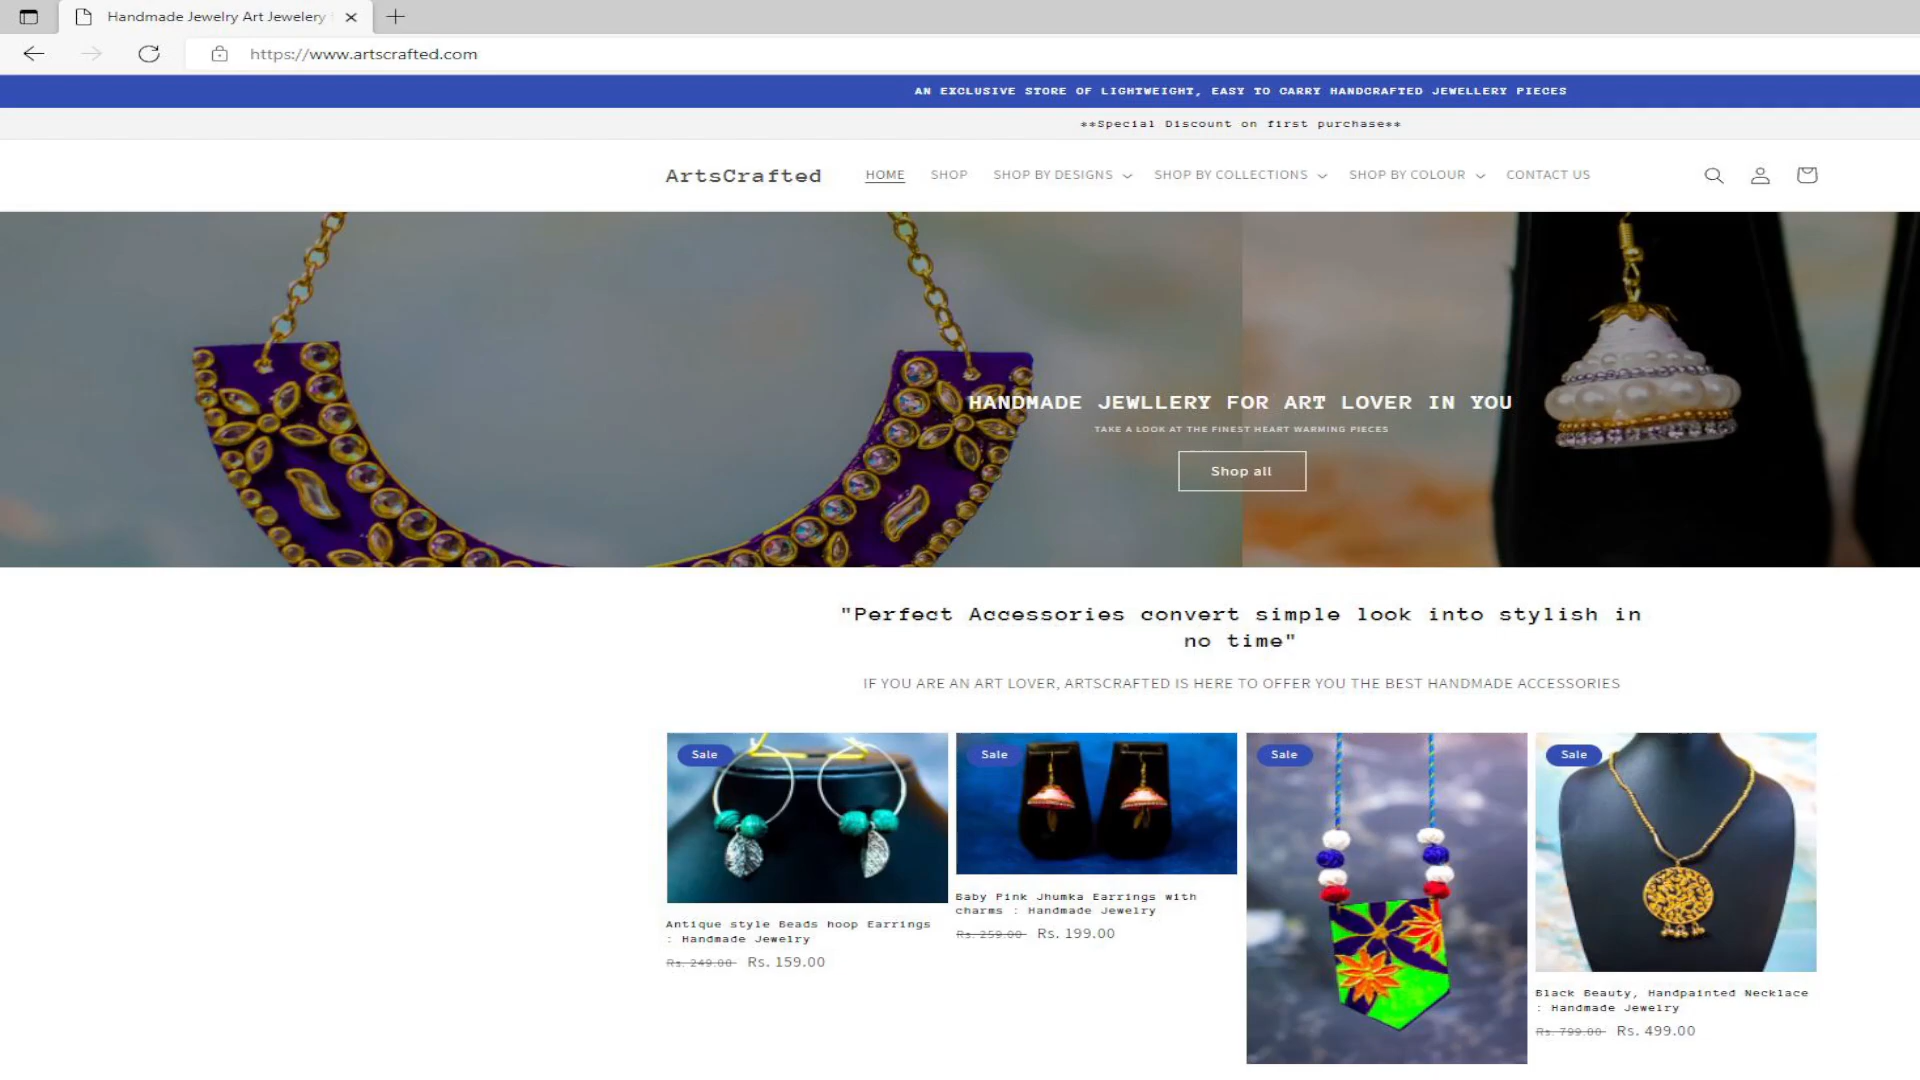 Handmade Jewelry Art Jewelery
https://www.artscrafted.com
AN EXCLUSIVE STORE OF LIGHTWEIGHT, EASY TO CARRY HANDCRAFTED JEWELLERY PIECES
**Special Discount on first purchase**
ArtsCrafted HOME SHOP SHOP BY DESIGNS SHOP BY COLLECTIONS SHOP BY COLOUR CONTACT US
HANDMADE JEWLLERY FOR ART LOVER IN YOU
TAKE A LOOK AT THE FINEST HEART WARMING PIECES
Shop all
"Perfect Accessories convert simple look into stylish in
no time"
IF YOU ARE AN ART LOVER, ARTSCRAFTED IS HERE TO OFFER YOU THE BEST HANDMADE ACCESSORIES
Sale
Antique style Beads hoop Earrings
: Handmade Jewelry
Rs. 249.00 Rs. 159.00
Sale
Baby Pink Jhumka Earrings with
charms : Handmade Jewelry
Rs. 259.00 Rs. 199.00
Sale
Sale
Black Beauty, Handpainted Necklace
: Handmade Jewelry
Rs. 799.00 Rs. 499.00